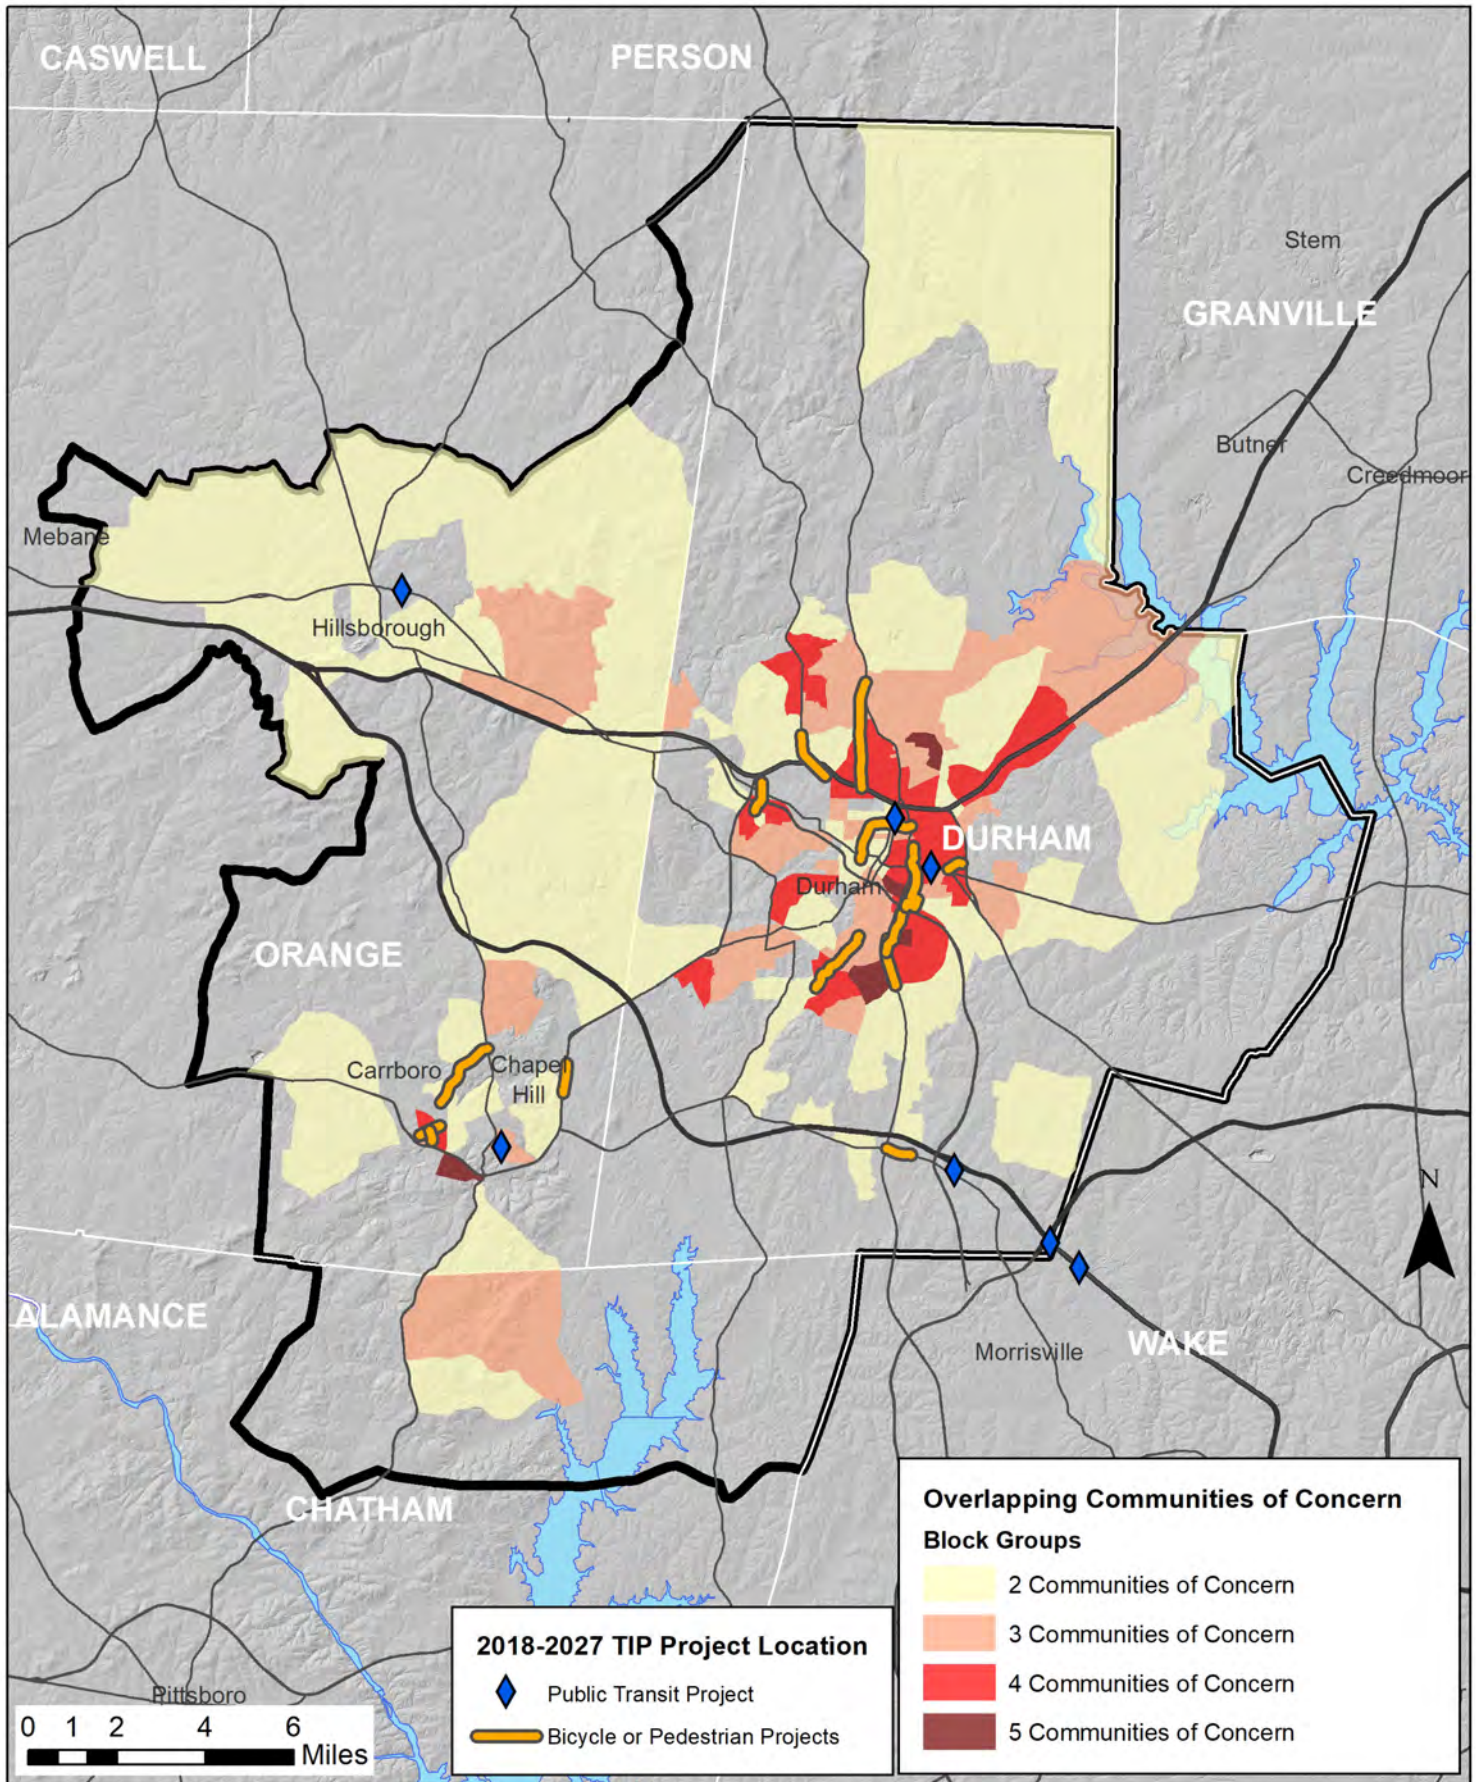 CASWELL
PERSON
Stem
GRANVILLE
Butner
Creedmoor
Mebane
Hillsborough
DURHAM
Durham
ORANGE
Carrboro
Chapel
Hill
N
ALAMANCE
WAKE
Morrisville
CHATHAM
Pittsboro
0 1 2 4 6
Miles
2018-2027 TIP Project Location
Public Transit Project
Bicycle or Pedestrian Projects
Overlapping Communities of Concern
Block Groups
2 Communities of Concern
3 Communities of Concern
4 Communities of Concern
5 Communities of Concern